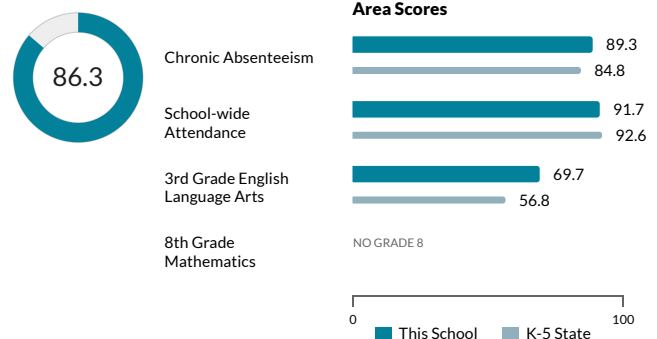 Area Scores
86.3
Chronic Absenteeism
89.3
84.8
School-wide
Attendance
91.7
92.6
3rd Grade English
Language Arts
69.7
56.8
8th Grade
Mathematics
NO GRADE 8
0
100
This School
K-5 State